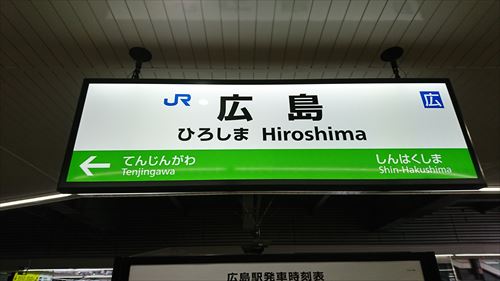 JR 広島 広
ひろしま Hiroshima
← てんじんがわ しんはくしま
Tenjingawa Shin-Hakushima
広島駅発車時刻表